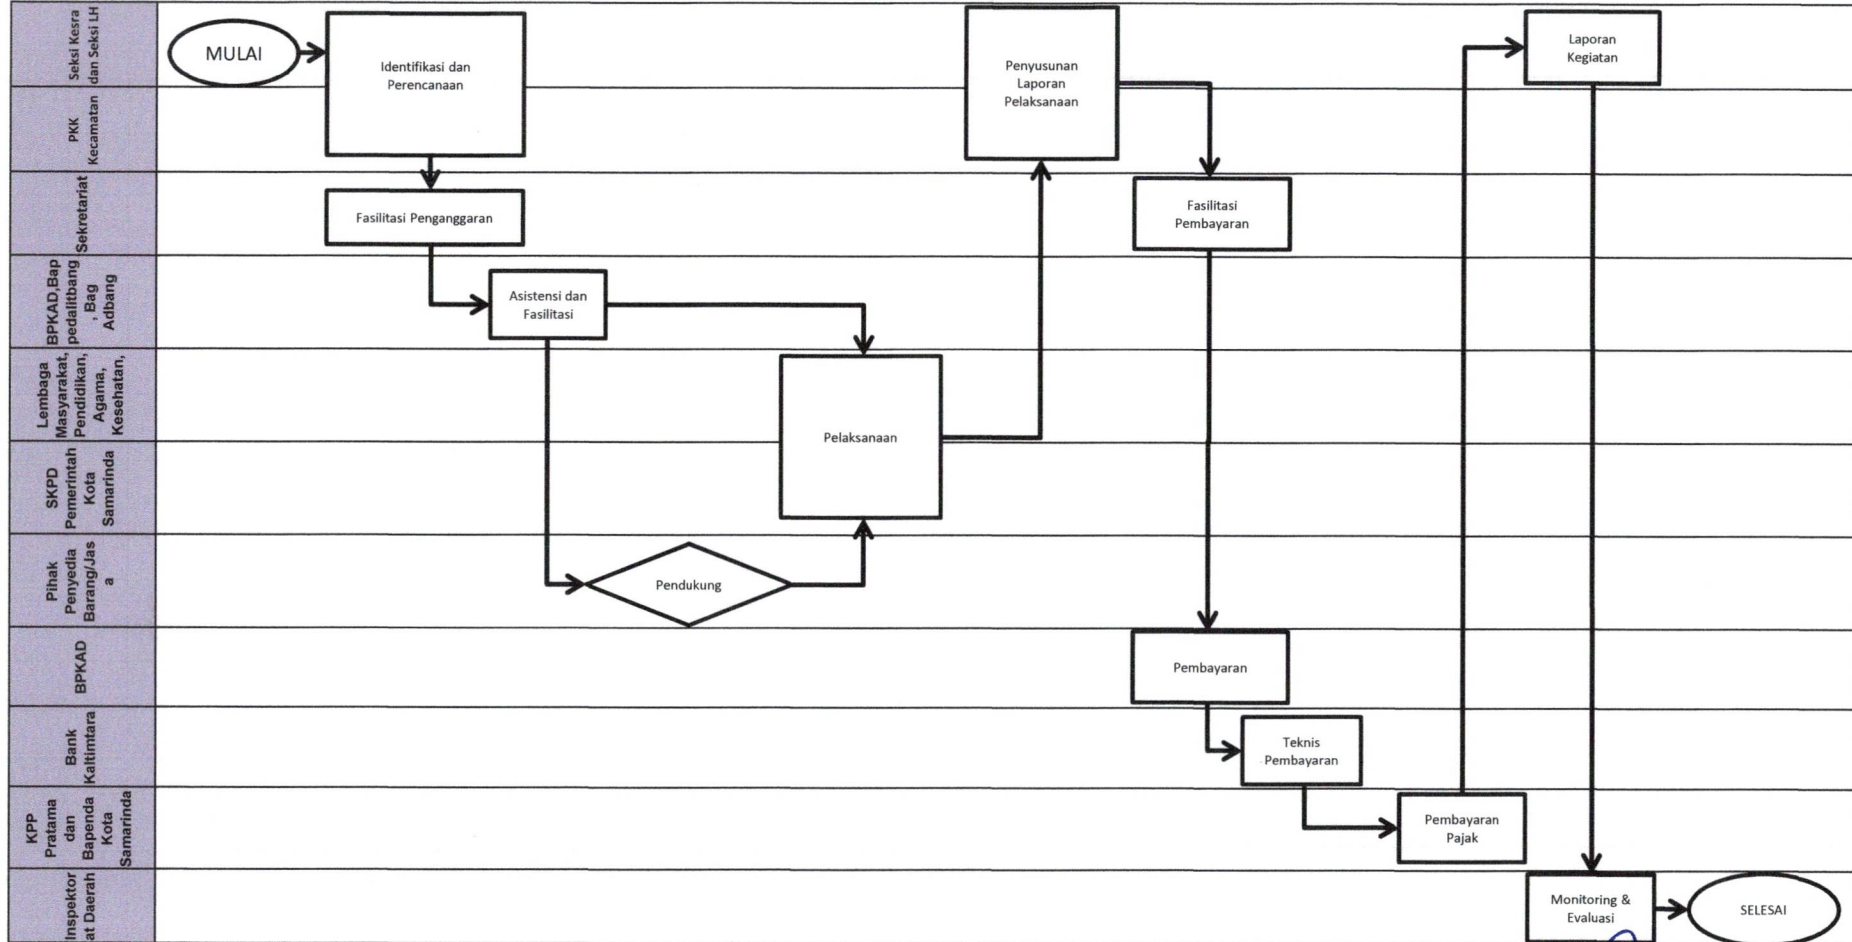 Seksi Kesra
dan Seksi LH
MULAI
Identifikasi dan
Perencanaan
Penyusunan
Laporan
Pelaksanaan
Laporan
Kegiatan
PKK
Kecamatan
Sekretariat
Fasilitasi Penganggaran
Fasilitasi
Pembayaran
BPKAD,Bap
pedalitbang
, Bag
Adbang
Asistensi dan
Fasilitasi
Lembaga
Masyarakat,
Pendidikan,
Agama,
Kesehatan,
Pelaksanaan
SKPD
Pemerintah
Kota
Samarinda
Pihak
Penyedia
Barang/Jas
a
Pendukung
BPKAD
Pembayaran
Bank
Kaltimtara
Teknis
Pembayaran
KPP
Pratama
dan
Bapenda
Kota
Samarinda
Pembayaran
Pajak
Inspektor
at Daerah
Monitoring &
Evaluasi
SELESAI